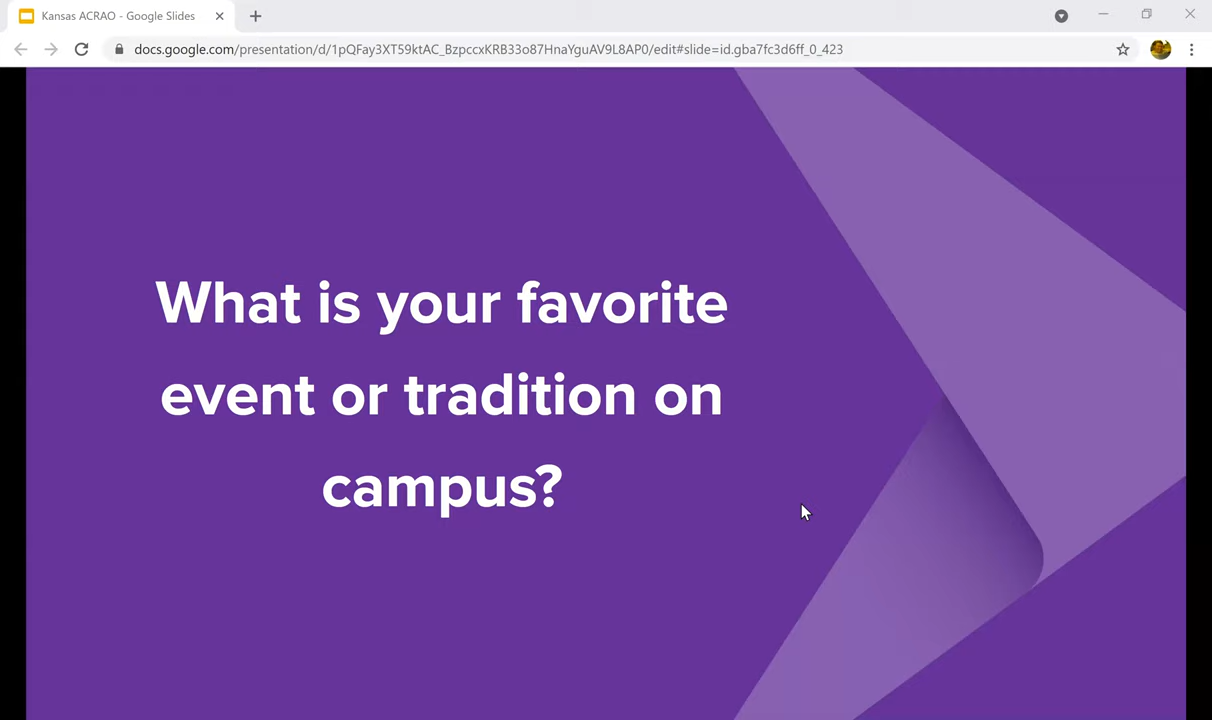 Kansas ACRAO - Google Slides
docs.google.com/presentation/d/1pQFay3XT59ktAC_BzpccxKRB33o87HnaYguAV9L8AP0/edit#slide=id.gba7fc3d6ff_0_423
What is your favorite
event or tradition on
campus?